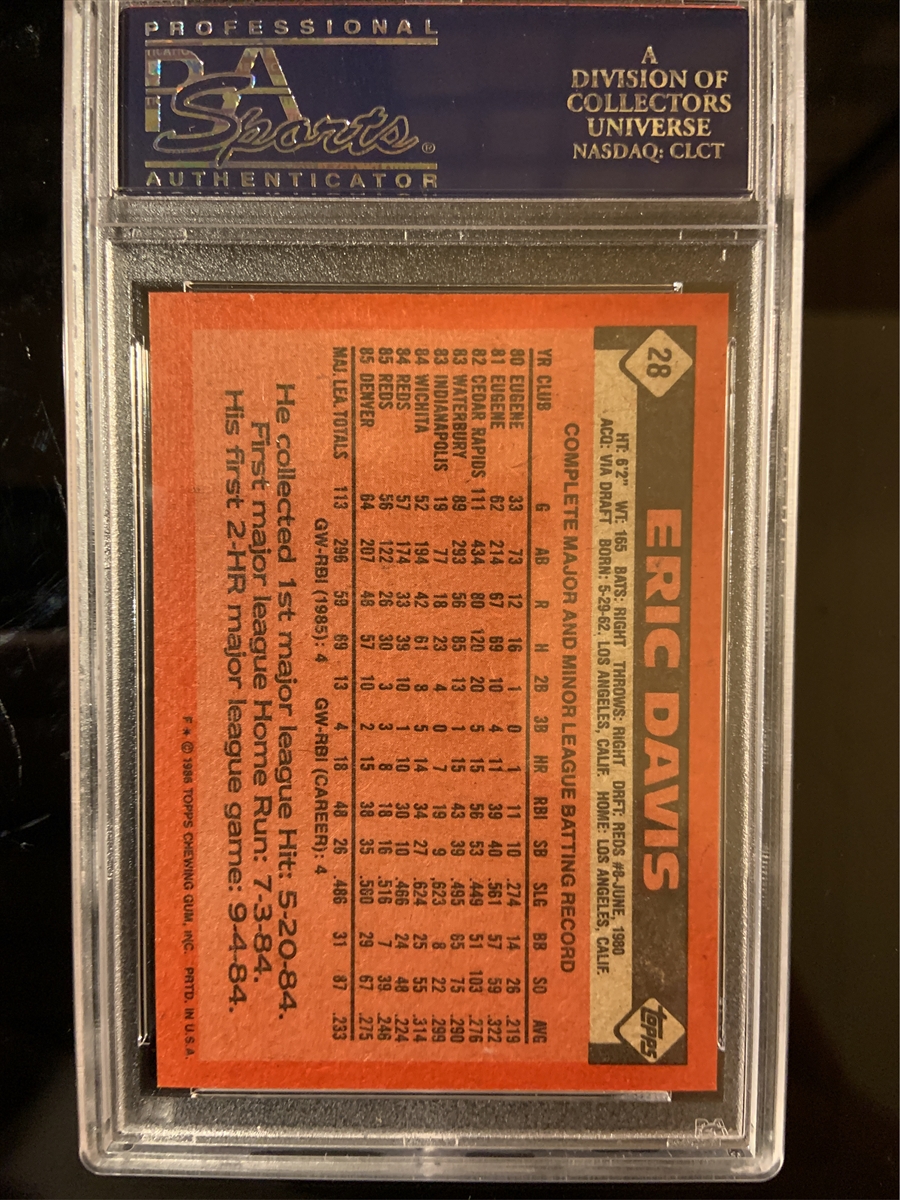 PROFESSIONAL
PSA
Sports®
AUTHENTICATOR
A
DIVISION OF
COLLECTORS
UNIVERSE
NASDAQ: CLCT
28
ERIC DAVIS
topps
HT: 6'2" WT: 165 BATS: RIGHT THROWS: RIGHT DRFT: REDS #8-JUNE, 1980
ACQ: VIA DRAFT BORN: 5-29-62, LOS ANGELES, CALIF. HOME: LOS ANGELES, CALIF.
COMPLETE MAJOR AND MINOR LEAGUE BATTING RECORD
YR CLUB G AB R H 2B 3B HR RBI SB SLG BB SO AVG
80 EUGENE 33 73 12 16 1 0 1 11 10 .274 14 26 .219
81 EUGENE 62 214 67 69 10 4 11 39 40 .561 57 59 .322
82 CEDAR RAPIDS 111 434 80 120 20 5 15 56 53 .449 51 103 .276
83 WATERBURY 89 293 56 85 13 1 15 43 39 .495 65 75 .290
83 INDIANAPOLIS 19 77 18 23 4 0 7 19 9 .623 8 22 .299
84 WICHITA 52 194 42 61 8 5 14 34 27 .624 25 55 .314
84 REDS 57 174 33 39 10 1 10 30 10 .466 24 48 .224
85 REDS 56 122 26 30 3 3 8 18 16 .516 7 39 .246
85 DENVER 64 207 48 57 10 2 15 38 35 .560 29 67 .275
MAJ. LEA. TOTALS 113 296 59 69 13 4 18 48 26 .486 31 87 .233
GW-RBI (1985): 4 GW-RBI (CAREER): 4
He collected 1st major league Hit: 5-20-84.
First major league Home Run: 7-3-84.
His first 2-HR major league game: 9-4-84.
F * © 1986 TOPPS CHEWING GUM, INC. PRTD. IN U.S.A.
PSA